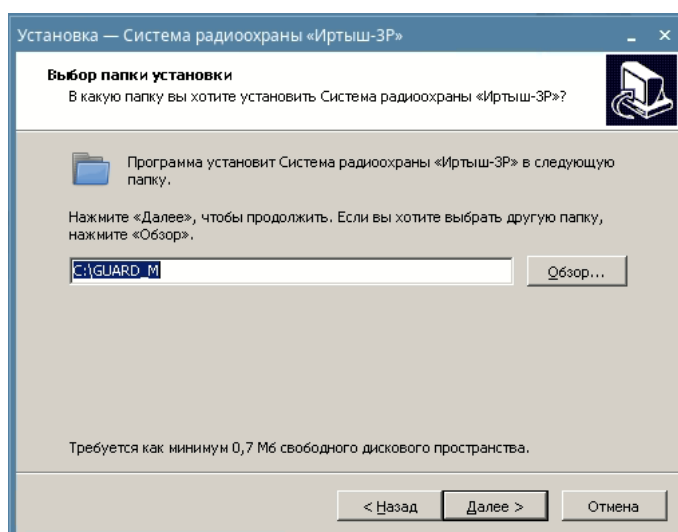 Установка — Система радиоохраны «Иртыш-3Р»
Выбор папки установки
В какую папку вы хотите установить Система радиоохраны «Иртыш-3Р»?
Программа установит Система радиоохраны «Иртыш-3Р» в следующую
папку.
Нажмите «Далее», чтобы продолжить. Если вы хотите выбрать другую папку,
нажмите «Обзор».
C:\GUARD_M
Обзор...
Требуется как минимум 0,7 Мб свободного дискового пространства.
< Назад
Далее >
Отмена